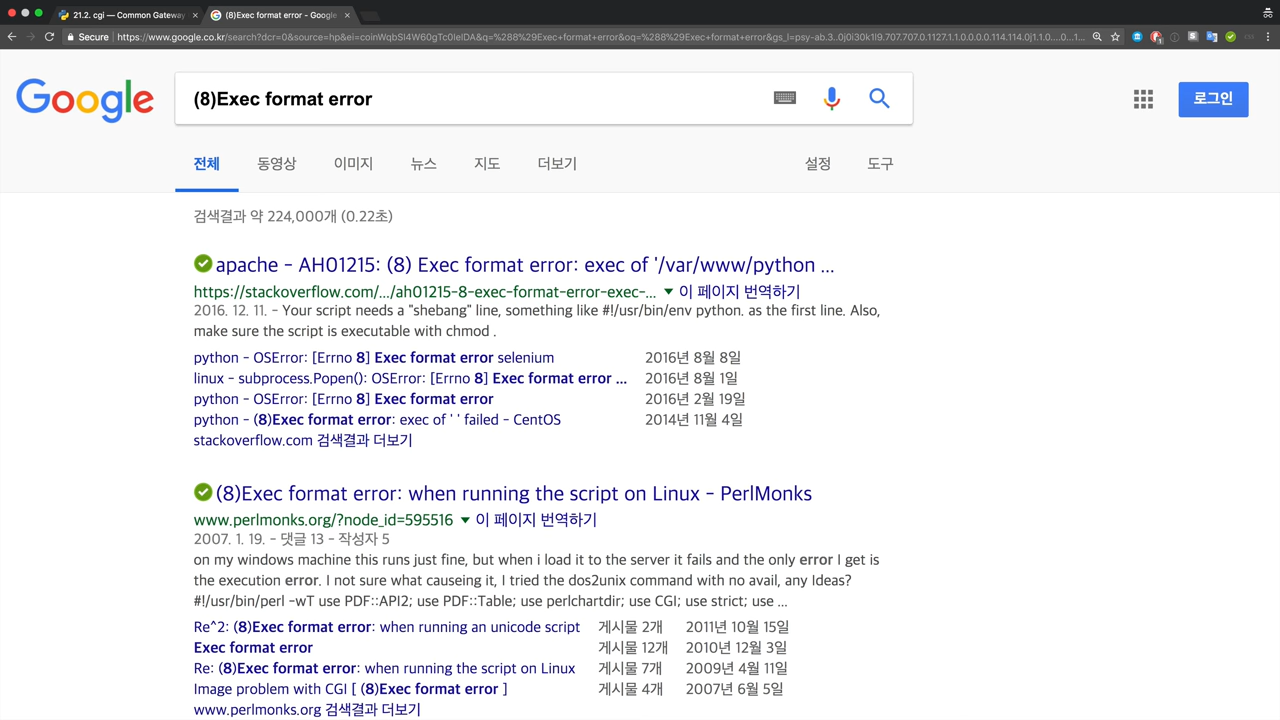 21.2. cgi — Common Gateway
(8)Exec format error - Google
Secure
https://www.google.co.kr/search?dcr=0&source=hp&ei=coinWqbSI4W60gTc0IeIDA&q=%288%29Exec+format+error&oq=%288%29Exec+format+error&gs_l=psy-ab.3..0j0i30k1l9.707.707.0.1127.1.1.0.0.0.0.114.114.0j1.1.0....0...1...
Google
(8)Exec format error
로그인
전체 동영상 이미지 뉴스 지도 더보기 설정 도구
검색결과 약 224,000개 (0.22초)
apache - AH01215: (8) Exec format error: exec of '/var/www/python ...
https://stackoverflow.com/.../ah01215-8-exec-format-error-exec-... ▼ 이 페이지 번역하기
2016. 12. 11. - Your script needs a "shebang" line, something like #!/usr/bin/env python. as the first line. Also,
make sure the script is executable with chmod .
python - OSError: [Errno 8] Exec format error selenium 2016년 8월 8일
linux - subprocess.Popen(): OSError: [Errno 8] Exec format error ... 2016년 8월 1일
python - OSError: [Errno 8] Exec format error 2016년 2월 19일
python - (8)Exec format error: exec of ' ' failed - CentOS 2014년 11월 4일
stackoverflow.com 검색결과 더보기
(8)Exec format error: when running the script on Linux - PerlMonks
www.perlmonks.org/?node_id=595516 ▼ 이 페이지 번역하기
2007. 1. 19. - 댓글 13 - 작성자 5
on my windows machine this runs just fine, but when i load it to the server it fails and the only error I get is
the execution error. I not sure what causeing it, I tried the dos2unix command with no avail, any Ideas?
#!/usr/bin/perl -wT use PDF::API2; use PDF::Table; use perlchartdir; use CGI; use strict; use ...
Re^2: (8)Exec format error: when running an unicode script 게시물 2개 2011년 10월 15일
Exec format error 게시물 12개 2010년 12월 3일
Re: (8)Exec format error: when running the script on Linux 게시물 7개 2009년 4월 11일
Image problem with CGI [ (8)Exec format error ] 게시물 4개 2007년 6월 5일
www.perlmonks.org 검색결과 더보기